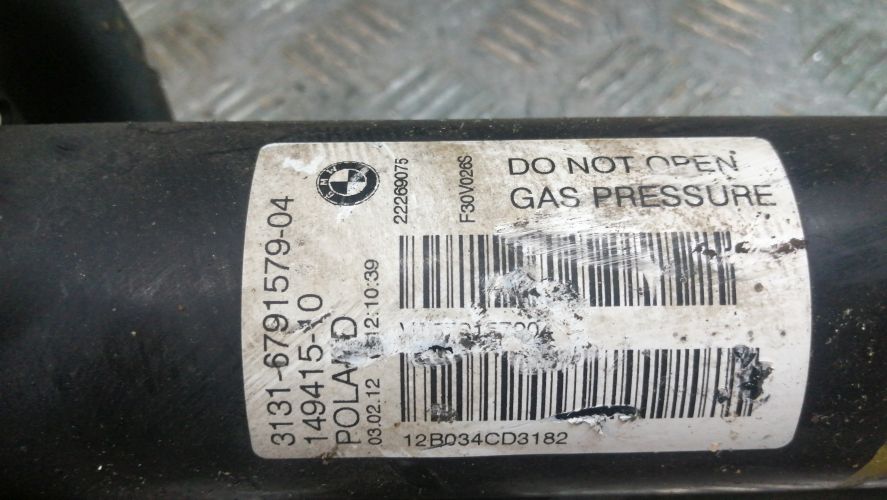 3131-6791579-04
149415-10
03.02.12
12:10:39
BMW
22269075
F30V026S
DO NOT OPEN
GAS PRESSURE
12B034CD3182